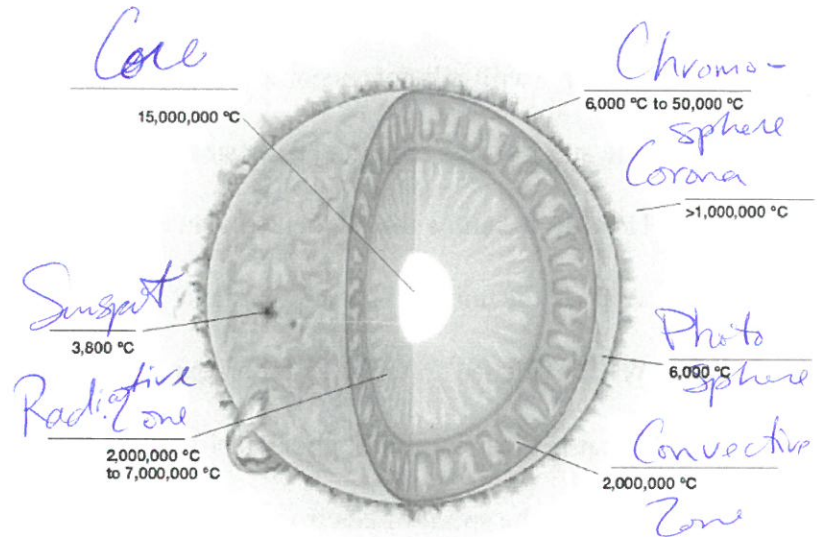 Core
15,000,000 °C
Chromo-
6,000 °C to 50,000 °C
sphere
Corona
>1,000,000 °C
Sunspot
3,800 °C
Photo
6,000 °C
sphere
Radiative
Zone
2,000,000 °C
to 7,000,000 °C
Convective
2,000,000 °C
Zone